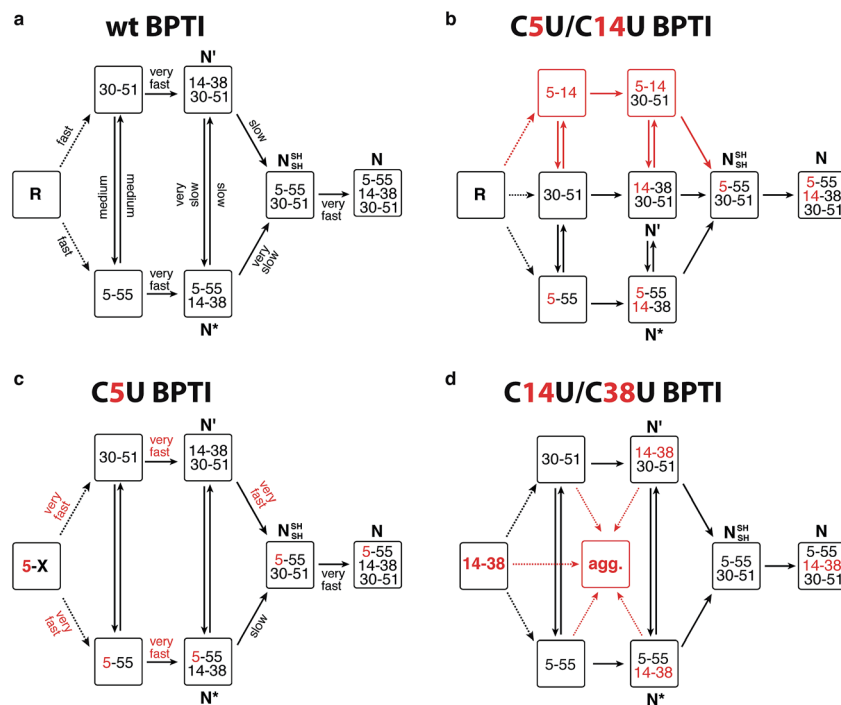 a
wt BPTI
N'
30-51
very
fast
14-38
30-51
fast
slow
medium
medium
very
slow
slow
R
N SH SH
5-55
30-51
very
fast
N
5-55
14-38
30-51
fast
very
slow
5-55
very
fast
5-55
14-38
N*
b
C5U/C14U BPTI
5-14
5-14
30-51
R
30-51
14-38
30-51
N'
N SH SH
5-55
30-51
N
5-55
14-38
30-51
5-55
5-55
14-38
N*
c
C5U BPTI
N'
30-51
very
fast
14-38
30-51
very
fast
very
fast
5-X
N SH SH
5-55
30-51
very
fast
N
5-55
14-38
30-51
very
fast
slow
5-55
very
fast
5-55
14-38
N*
d
C14U/C38U BPTI
N'
30-51
14-38
30-51
14-38
agg.
N SH SH
5-55
30-51
N
5-55
14-38
30-51
5-55
5-55
14-38
N*